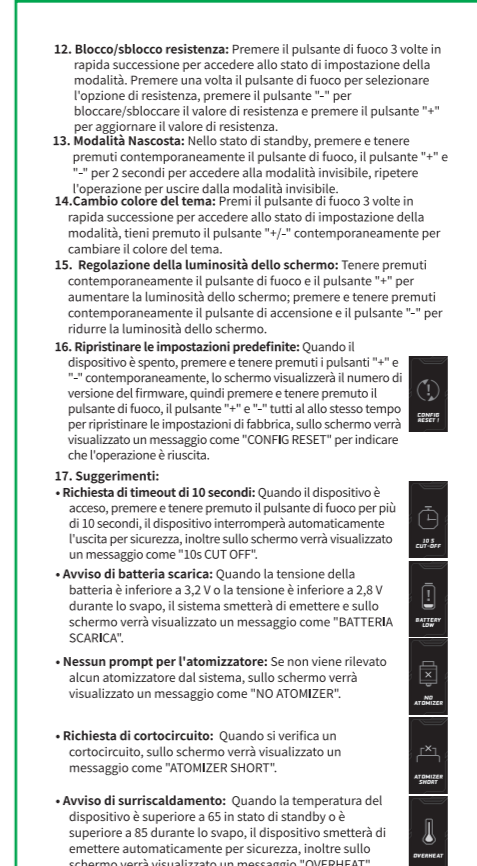 12. Blocco/sblocco resistenza: Premere il pulsante di fuoco 3 volte in
rapida successione per accedere allo stato di impostazione della
modalità. Premere una volta il pulsante di fuoco per selezionare
l'opzione di resistenza, premere il pulsante "-" per
bloccare/sbloccare il valore di resistenza e premere il pulsante "+"
per aggiornare il valore di resistenza.
13. Modalità Nascosta: Nello stato di standby, premere e tenere
premuti contemporaneamente il pulsante di fuoco, il pulsante "+" e
"-" per 2 secondi per accedere alla modalità invisibile, ripetere
l'operazione per uscire dalla modalità invisibile.
14.Cambio colore del tema: Premi il pulsante di fuoco 3 volte in
rapida successione per accedere allo stato di impostazione della
modalità, tieni premuto il pulsante "+/-" contemporaneamente per
cambiare il colore del tema.
15. Regolazione della luminosità dello schermo: Tenere premuti
contemporaneamente il pulsante di fuoco e il pulsante "+" per
aumentare la luminosità dello schermo; premere e tenere premuti
contemporaneamente il pulsante di accensione e il pulsante "-" per
ridurre la luminosità dello schermo.
16. Ripristinare le impostazioni predefinite: Quando il
dispositivo è spento, premere e tenere premuti i pulsanti "+" e
"-" contemporaneamente, lo schermo visualizzerà il numero di
versione del firmware, quindi premere e tenere premuto il
pulsante di fuoco, il pulsante "+" e "-" tutti al allo stesso tempo
per ripristinare le impostazioni di fabbrica, sullo schermo verrà
visualizzato un messaggio come "CONFIG RESET" per indicare
che l'operazione è riuscita.
CONFIG
RESET !
17. Suggerimenti:
• Richiesta di timeout di 10 secondi: Quando il dispositivo è
acceso, premere e tenere premuto il pulsante di fuoco per più
di 10 secondi, il dispositivo interromperà automaticamente
l'uscita per sicurezza, inoltre sullo schermo verrà visualizzato
un messaggio come "10s CUT OFF".
10 S
CUT-OFF
• Avviso di batteria scarica: Quando la tensione della
batteria è inferiore a 3,2 V o la tensione è inferiore a 2,8 V
durante lo svapo, il sistema smetterà di emettere e sullo
schermo verrà visualizzato un messaggio come "BATTERIA
SCARICA".
BATTERY
LOW
• Nessun prompt per l'atomizzatore: Se non viene rilevato
alcun atomizzatore dal sistema, sullo schermo verrà
visualizzato un messaggio come "NO ATOMIZER".
NO
ATOMIZER
• Richiesta di cortocircuito: Quando si verifica un
cortocircuito, sullo schermo verrà visualizzato un
messaggio come "ATOMIZER SHORT".
ATOMIZER
SHORT
• Avviso di surriscaldamento: Quando la temperatura del
dispositivo è superiore a 65 in stato di standby o è
superiore a 85 durante lo svapo, il dispositivo smetterà di
emettere automaticamente per sicurezza, inoltre sullo
schermo verrà visualizzato un messaggio "OVERHEAT"
OVERHEAT